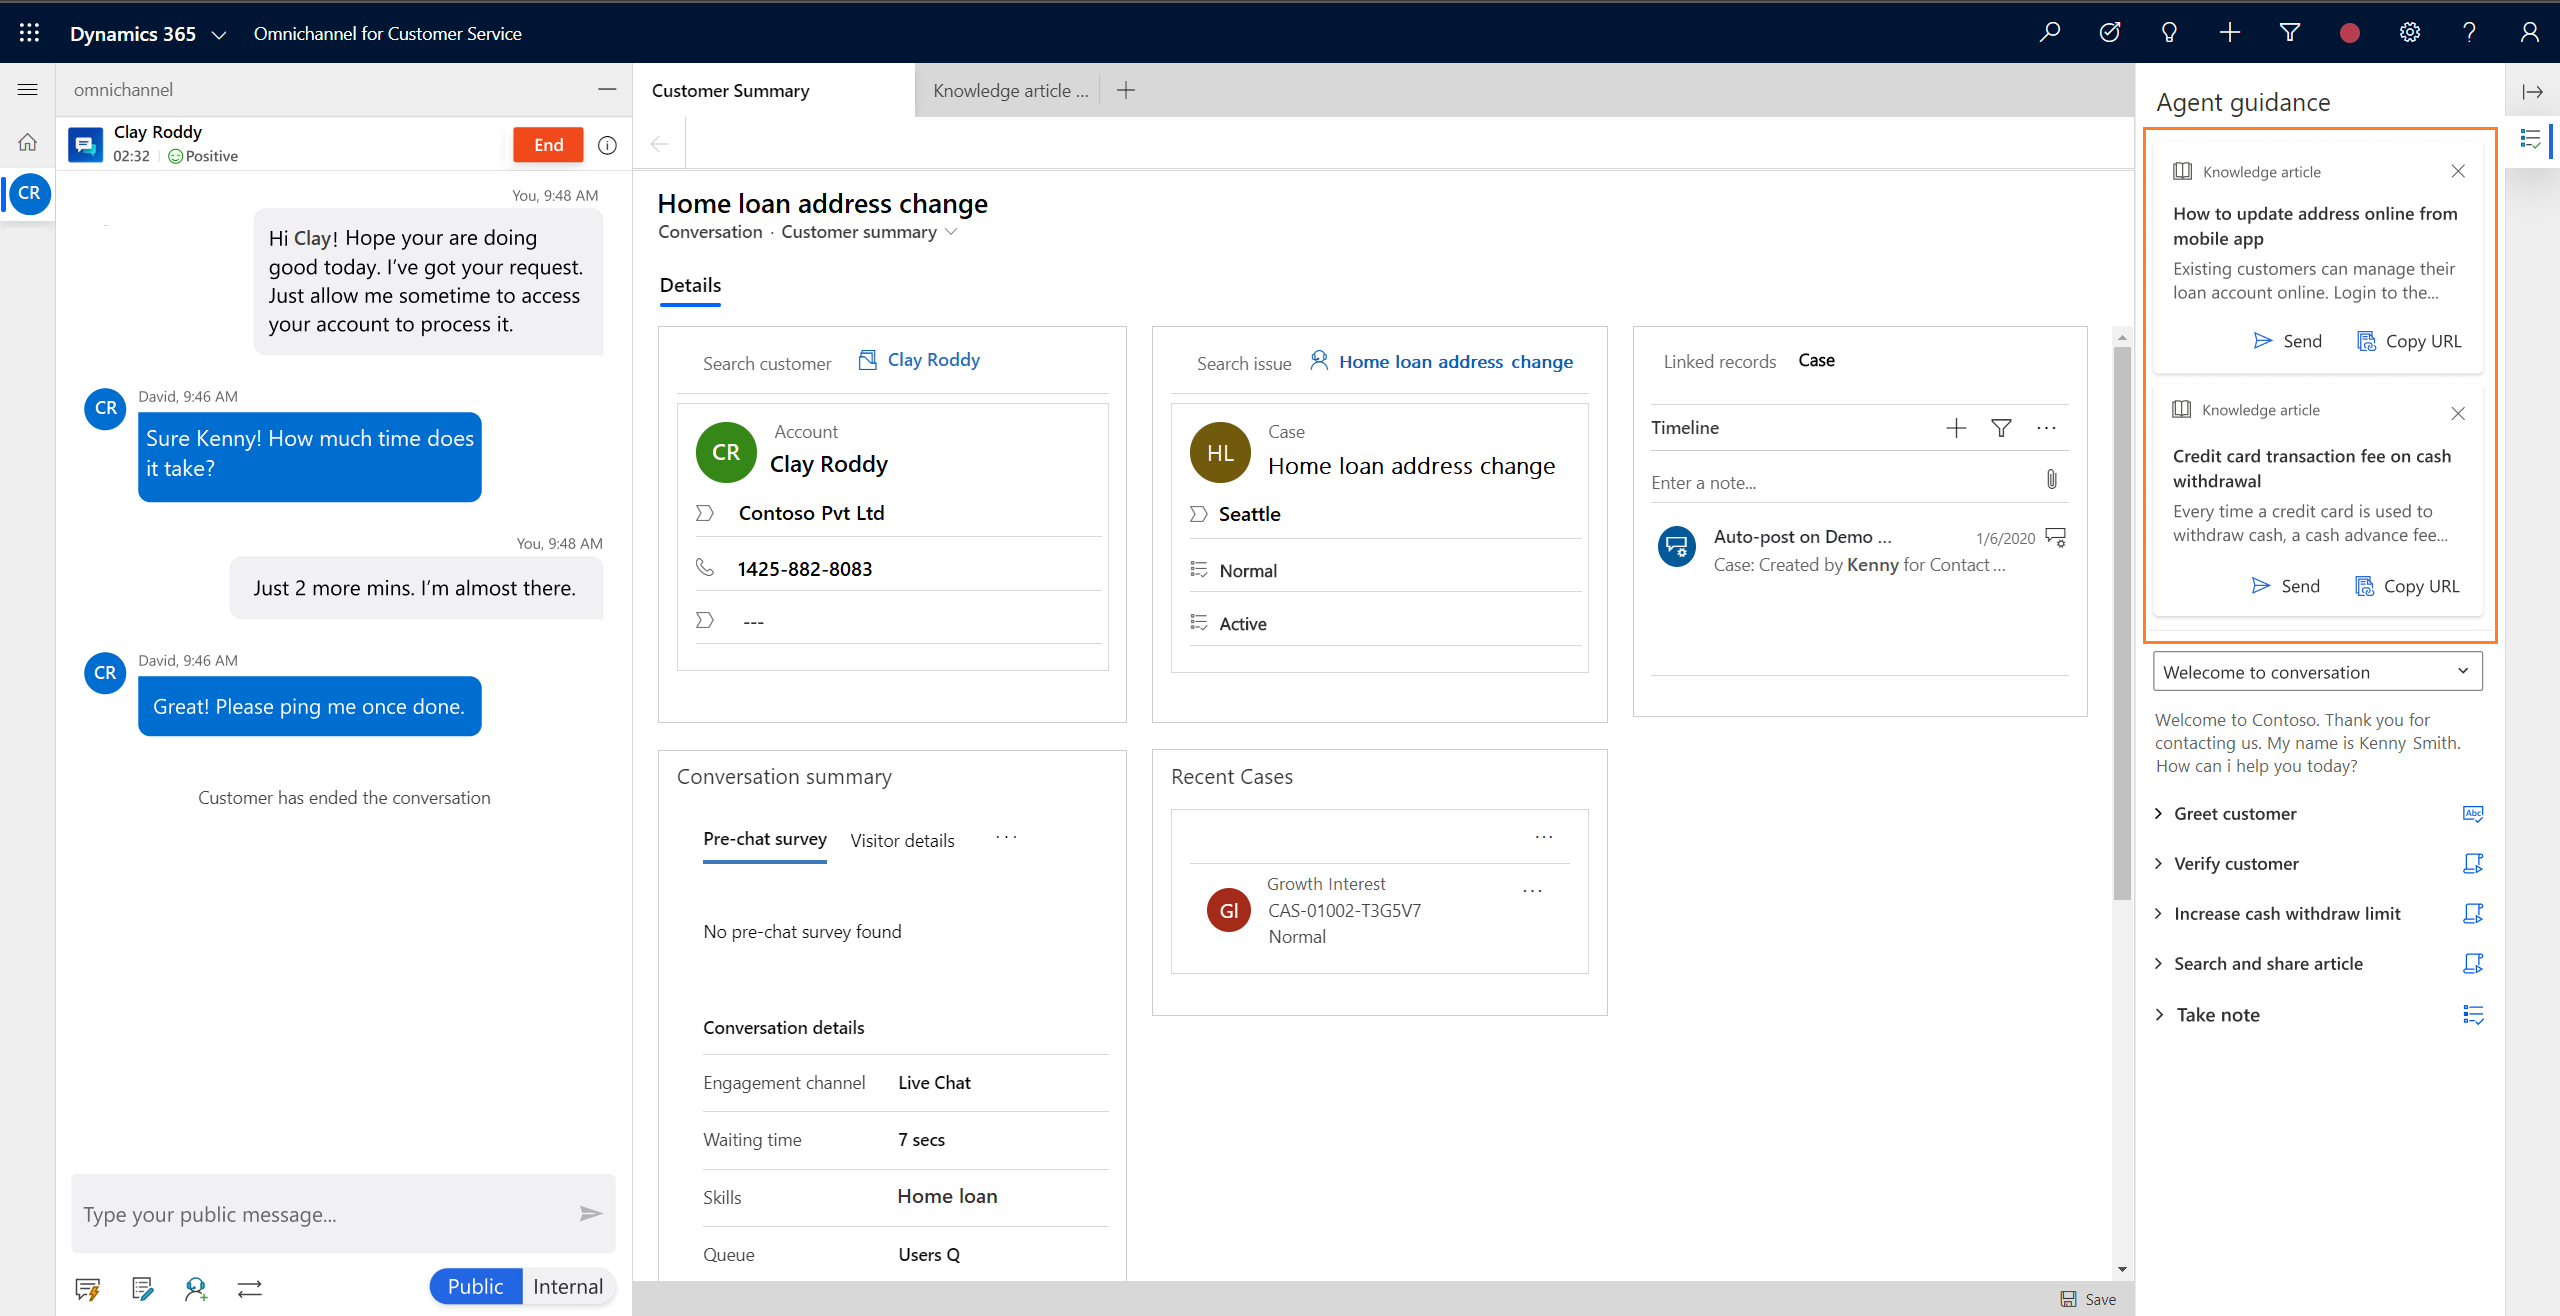 Dynamics 365
Omnichannel for Customer Service
omnichannel
Clay Roddy
02:32
Positive
End
CR
You, 9:48 AM
Hi Clay! Hope your are doing
good today. I’ve got your request.
Just allow me sometime to access
your account to process it.
David, 9:46 AM
CR
Sure Kenny! How much time does
it take?
You, 9:48 AM
Just 2 more mins. I’m almost there.
David, 9:46 AM
CR
Great! Please ping me once done.
Customer has ended the conversation
Type your public message...
Public
Internal
Customer Summary
Knowledge article ...
Home loan address change
Conversation · Customer summary
Details
Search customer
Clay Roddy
CR
Account
Clay Roddy
Contoso Pvt Ltd
1425-882-8083
---
Search issue
Home loan address change
HL
Case
Home loan address change
Seattle
Normal
Active
Linked records
Case
Timeline
Enter a note...
Auto-post on Demo ...
1/6/2020
Case: Created by Kenny for Contact ...
Conversation summary
Pre-chat survey
Visitor details
No pre-chat survey found
Conversation details
Engagement channel
Live Chat
Waiting time
7 secs
Skills
Home loan
Queue
Users Q
Recent Cases
GI
Growth Interest
CAS-01002-T3G5V7
Normal
Save
Agent guidance
Knowledge article
How to update address online from
mobile app
Existing customers can manage their
loan account online. Login to the...
Send
Copy URL
Knowledge article
Credit card transaction fee on cash
withdrawal
Every time a credit card is used to
withdraw cash, a cash advance fee...
Send
Copy URL
Welecome to conversation
Welcome to Contoso. Thank you for
contacting us. My name is Kenny Smith.
How can i help you today?
Greet customer
Abc
Verify customer
Increase cash withdraw limit
Search and share article
Take note